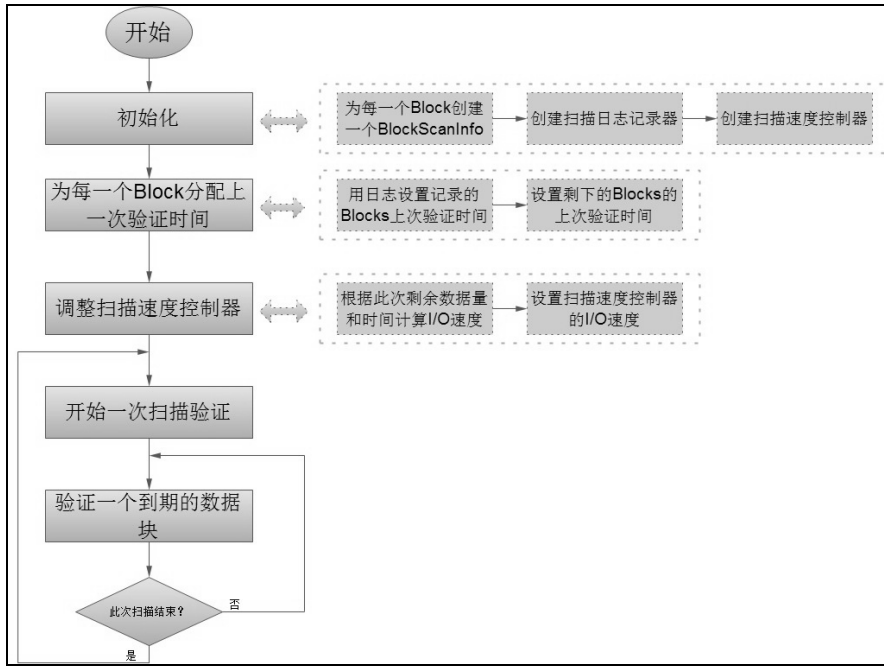 开始
初始化
为每一个Block创建
一个BlockScanInfo
创建扫描日志记录器
创建扫描速度控制器
为每一个Block分配上
一次验证时间
用日志设置记录的
Blocks上次验证时间
设置剩下的Blocks的
上次验证时间
调整扫描速度控制器
根据此次剩余数据量
和时间计算I/O速度
设置扫描速度控制器
的I/O速度
开始一次扫描验证
验证一个到期的数据
块
此次扫描结束?
否
是